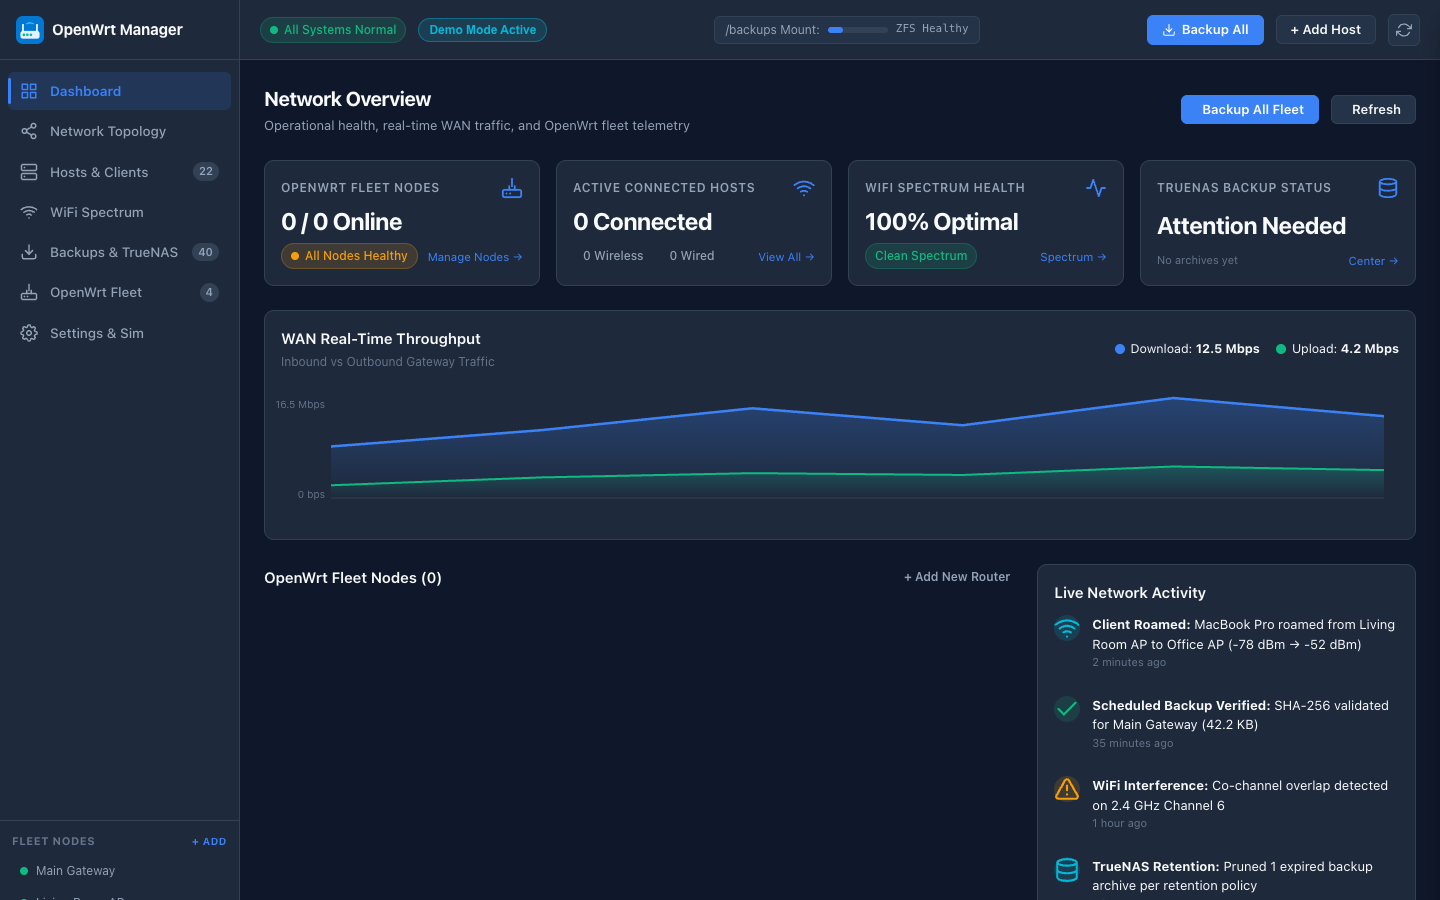 OpenWrt Manager
All Systems Normal
Demo Mode Active
/backups Mount:
ZFS Healthy
Backup All
+ Add Host
Dashboard
Network Topology
Hosts & Clients 22
WiFi Spectrum
Backups & TrueNAS 40
OpenWrt Fleet 4
Settings & Sim
FLEET NODES
+ ADD
Main Gateway
Network Overview
Operational health, real-time WAN traffic, and OpenWrt fleet telemetry
Backup All Fleet
Refresh
OPENWRT FLEET NODES
0 / 0 Online
All Nodes Healthy
Manage Nodes →
ACTIVE CONNECTED HOSTS
0 Connected
0 Wireless
0 Wired
View All →
WIFI SPECTRUM HEALTH
100% Optimal
Clean Spectrum
Spectrum →
TRUENAS BACKUP STATUS
Attention Needed
No archives yet
Center →
WAN Real-Time Throughput
Inbound vs Outbound Gateway Traffic
Download: 12.5 Mbps
Upload: 4.2 Mbps
16.5 Mbps
0 bps
OpenWrt Fleet Nodes (0)
+ Add New Router
Live Network Activity
Client Roamed: MacBook Pro roamed from Living
Room AP to Office AP (-78 dBm → -52 dBm)
2 minutes ago
Scheduled Backup Verified: SHA-256 validated
for Main Gateway (42.2 KB)
35 minutes ago
WiFi Interference: Co-channel overlap detected
on 2.4 GHz Channel 6
1 hour ago
TrueNAS Retention: Pruned 1 expired backup
archive per retention policy